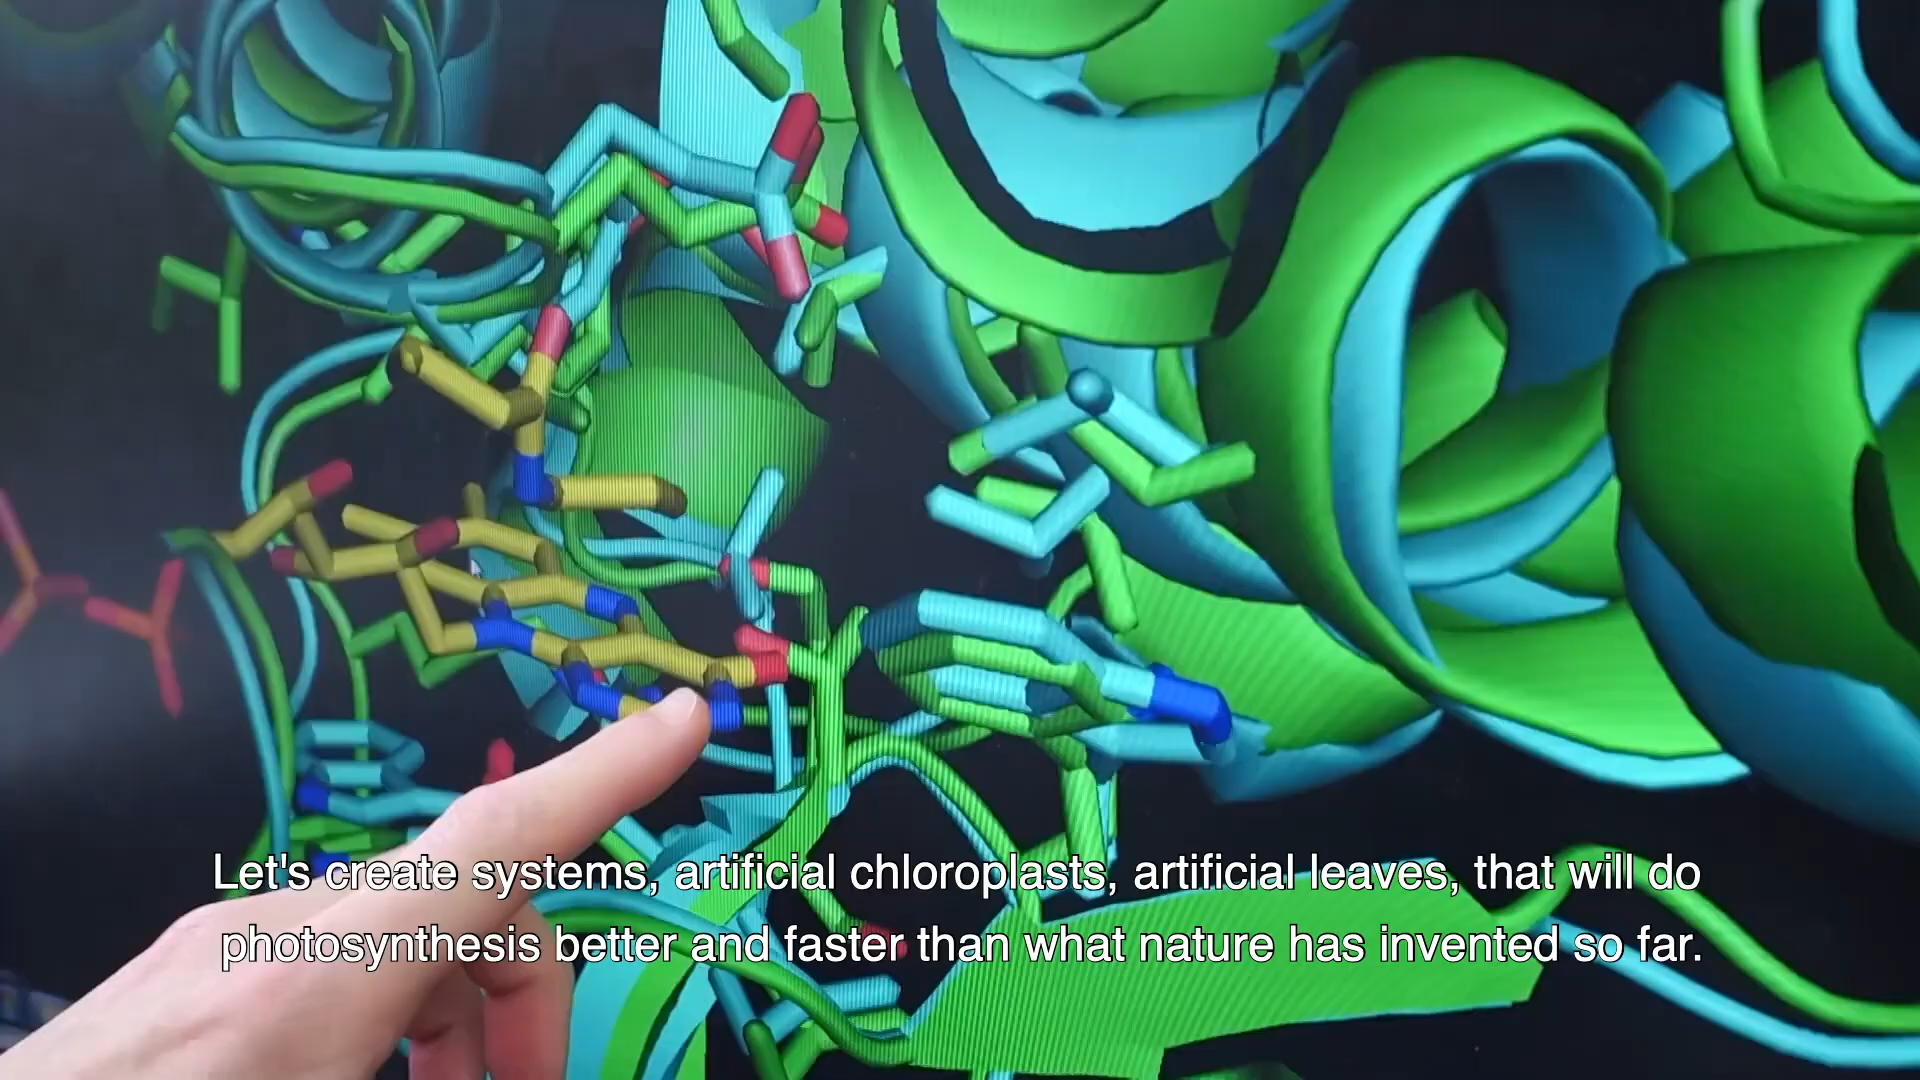 Let's create systems, artificial chloroplasts, artificial leaves, that will do
photosynthesis better and faster than what nature has invented so far.